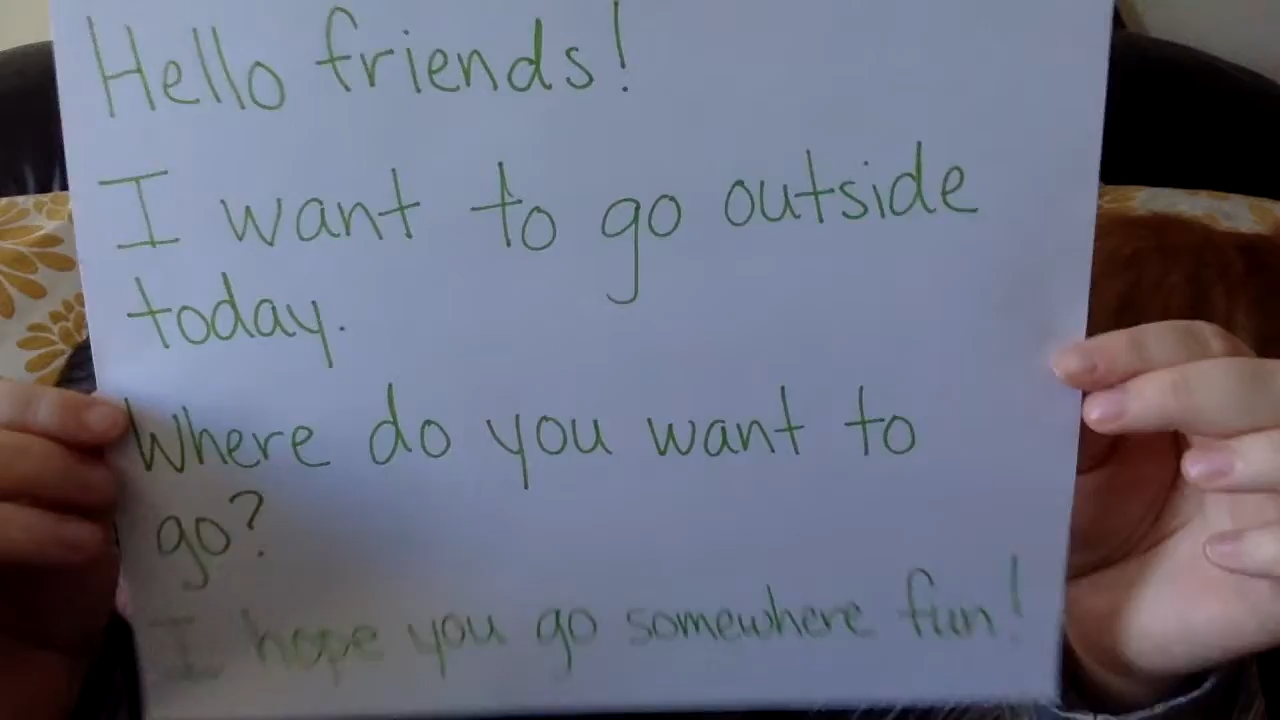 Hello friends!
I want to go outside
today.
Where do you want to
go?
I hope you go somewhere fun!